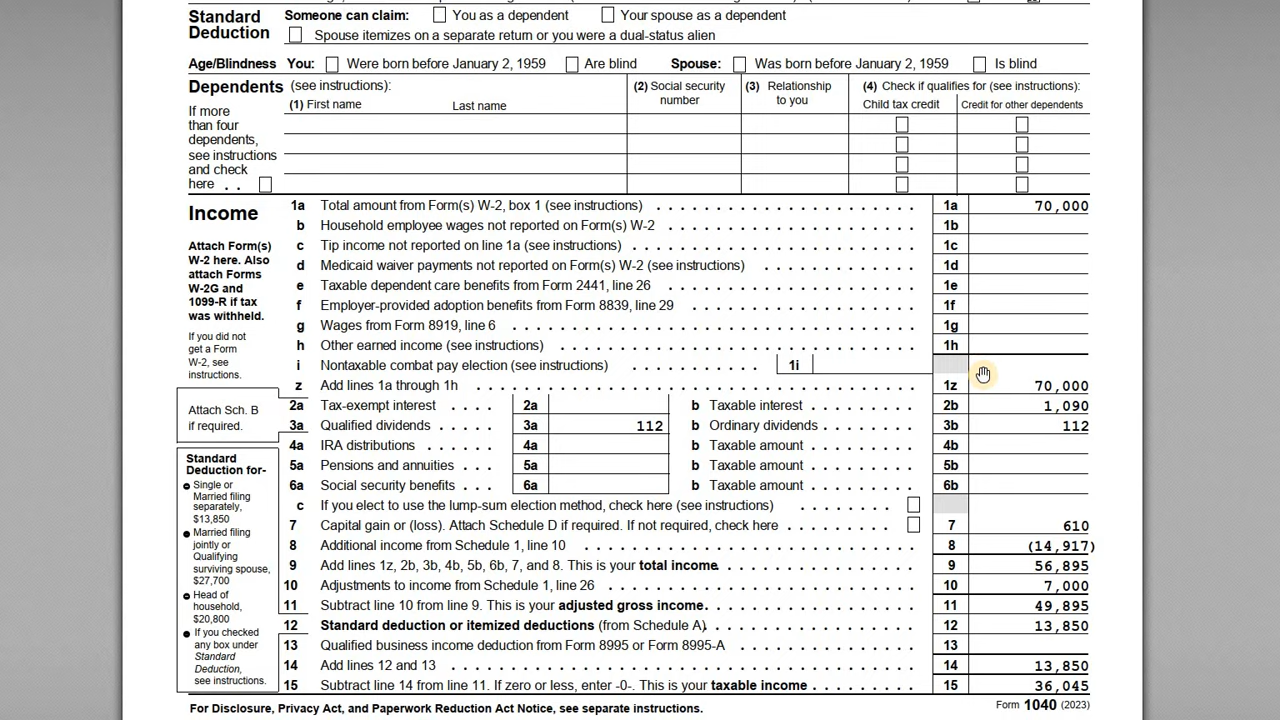 Standard Deduction Someone can claim: You as a dependent Your spouse as a dependent
Spouse itemizes on a separate return or you were a dual-status alien
Age/Blindness You: Were born before January 2, 1959 Are blind Spouse: Was born before January 2, 1959 Is blind
Dependents (see instructions):
(1) First name Last name
(2) Social security number
(3) Relationship to you
(4) Check if qualifies for (see instructions):
Child tax credit Credit for other dependents
If more
than four
dependents,
see instructions
and check
here . .
Income
Attach Form(s)
W-2 here. Also
attach Forms
W-2G and
1099-R if tax
was withheld.
If you did not
get a Form
W-2, see
instructions.
1a Total amount from Form(s) W-2, box 1 (see instructions) 1a 70,000
b Household employee wages not reported on Form(s) W-2 1b
c Tip income not reported on line 1a (see instructions) 1c
d Medicaid waiver payments not reported on Form(s) W-2 (see instructions) 1d
e Taxable dependent care benefits from Form 2441, line 26 1e
f Employer-provided adoption benefits from Form 8839, line 29 1f
g Wages from Form 8919, line 6 1g
h Other earned income (see instructions) 1h
i Nontaxable combat pay election (see instructions) 1i
z Add lines 1a through 1h 1z 70,000
Attach Sch. B
if required.
2a Tax-exempt interest 2a b Taxable interest 2b 1,090
3a Qualified dividends 3a 112 b Ordinary dividends 3b 112
4a IRA distributions 4a b Taxable amount 4b
5a Pensions and annuities 5a b Taxable amount 5b
6a Social security benefits 6a b Taxable amount 6b
c If you elect to use the lump-sum election method, check here (see instructions)
7 Capital gain or (loss). Attach Schedule D if required. If not required, check here 7 610
8 Additional income from Schedule 1, line 10 8 (14,917)
9 Add lines 1z, 2b, 3b, 4b, 5b, 6b, 7, and 8. This is your total income. 9 56,895
10 Adjustments to income from Schedule 1, line 26 10 7,000
11 Subtract line 10 from line 9. This is your adjusted gross income. 11 49,895
12 Standard deduction or itemized deductions (from Schedule A) 12 13,850
13 Qualified business income deduction from Form 8995 or Form 8995-A 13
14 Add lines 12 and 13 14 13,850
15 Subtract line 14 from line 11. If zero or less, enter -0-. This is your taxable income 15 36,045
Standard
Deduction for-
Single or
Married filing
separately,
$13,850
Married filing
jointly or
Qualifying
surviving spouse,
$27,700
Head of
household,
$20,800
If you checked
any box under
Standard
Deduction,
see instructions.
For Disclosure, Privacy Act, and Paperwork Reduction Act Notice, see separate instructions. Form 1040 (2023)